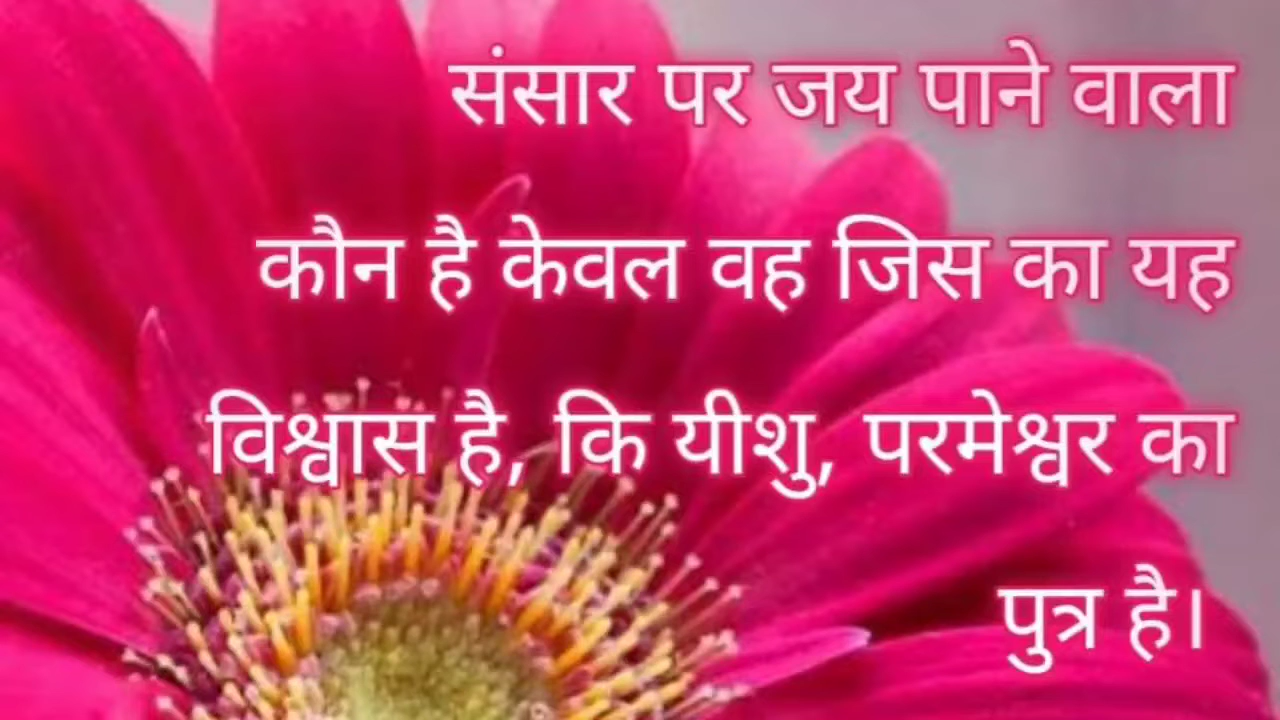 संसार पर जय पाने वाला
कौन है केवल वह जिस का यह
विश्वास है, कि यीशु, परमेश्वर का
पुत्र है।